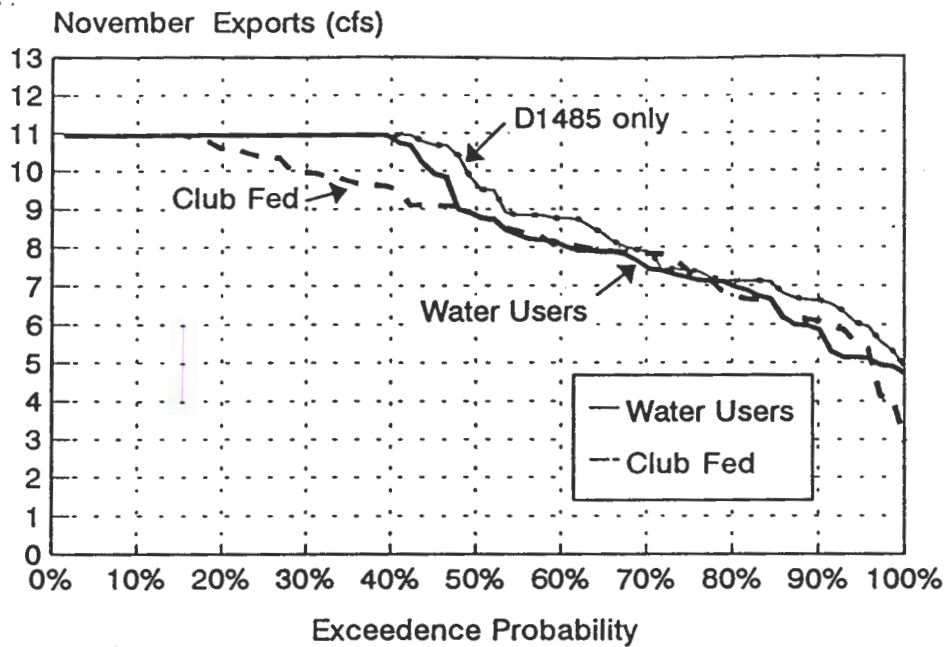 November Exports (cfs)
13
12
11
10
9
8
7
6
5
4
3
2
1
0
D1485 only
Club Fed
Water Users
Water Users
Club Fed
0% 10% 20% 30% 40% 50% 60% 70% 80% 90% 100%
Exceedence Probability